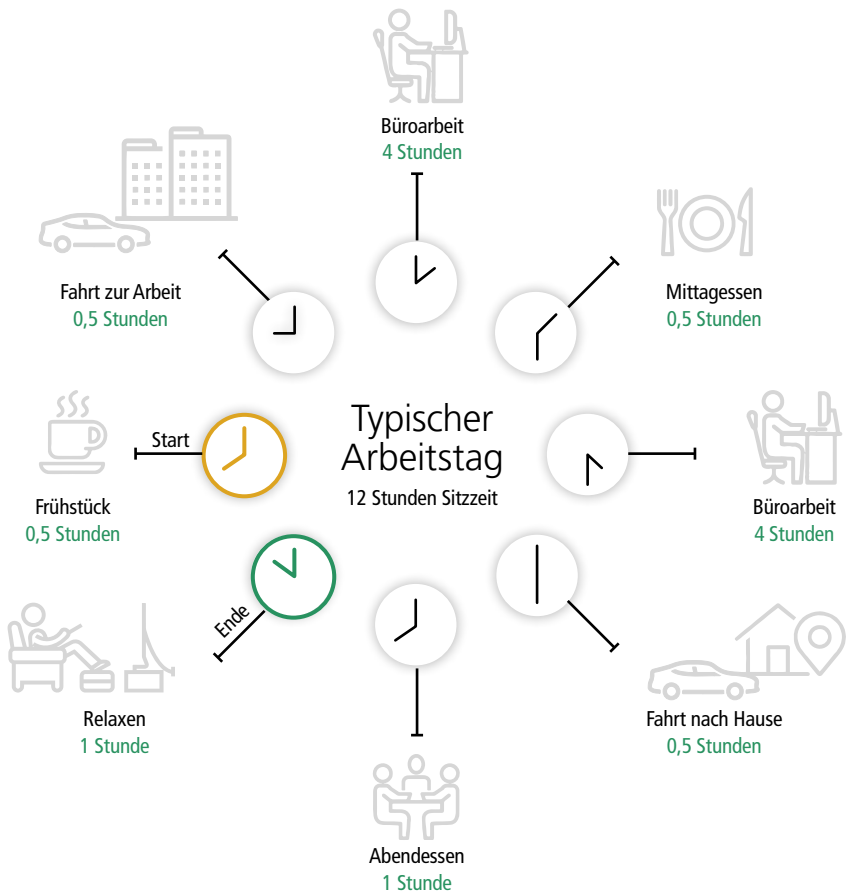 Typischer
Arbeitstag
12 Stunden Sitzzeit
Start
Frühstück
0,5 Stunden
Fahrt zur Arbeit
0,5 Stunden
Büroarbeit
4 Stunden
Mittagessen
0,5 Stunden
Büroarbeit
4 Stunden
Fahrt nach Hause
0,5 Stunden
Abendessen
1 Stunde
Ende
Relaxen
1 Stunde